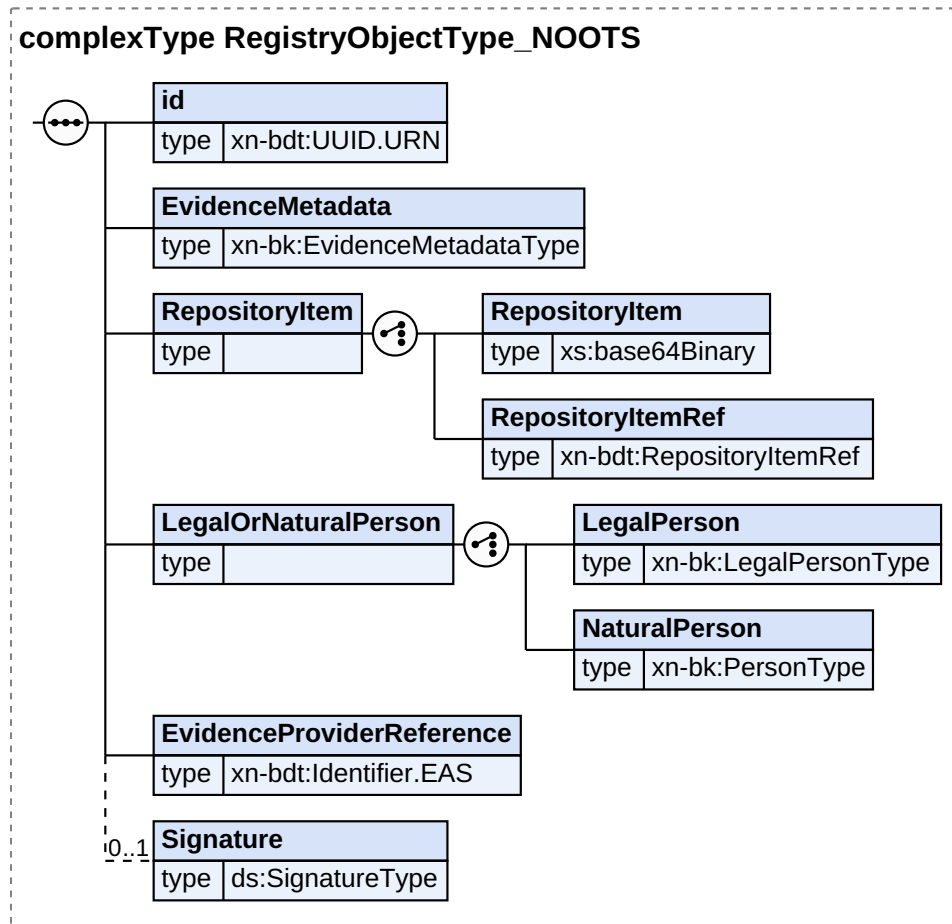 complexType RegistryObjectType_NOOTS
id
type xn-bdt:UUID.URN
EvidenceMetadata
type xn-bk:EvidenceMetadataType
RepositoryItem
type
RepositoryItem
type xs:base64Binary
RepositoryItemRef
type xn-bdt:RepositoryItemRef
LegalOrNaturalPerson
type
LegalPerson
type xn-bk:LegalPersonType
NaturalPerson
type xn-bk:PersonType
EvidenceProviderReference
type xn-bdt:Identifier.EAS
0..1
Signature
type ds:SignatureType